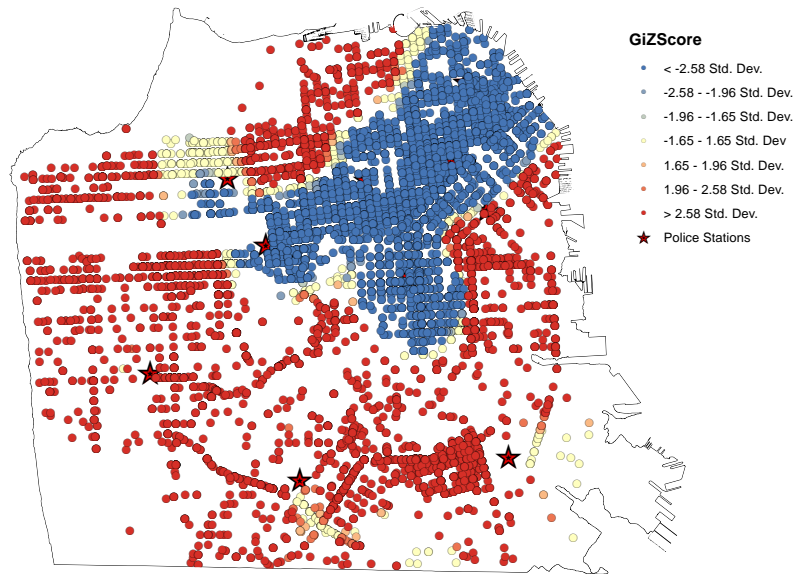 GiZScore
< -2.58 Std. Dev.
-2.58 - -1.96 Std. Dev.
-1.96 - -1.65 Std. Dev.
-1.65 - 1.65 Std. Dev
1.65 - 1.96 Std. Dev
1.96 - 2.58 Std. Dev.
> 2.58 Std. Dev.
Police Stations